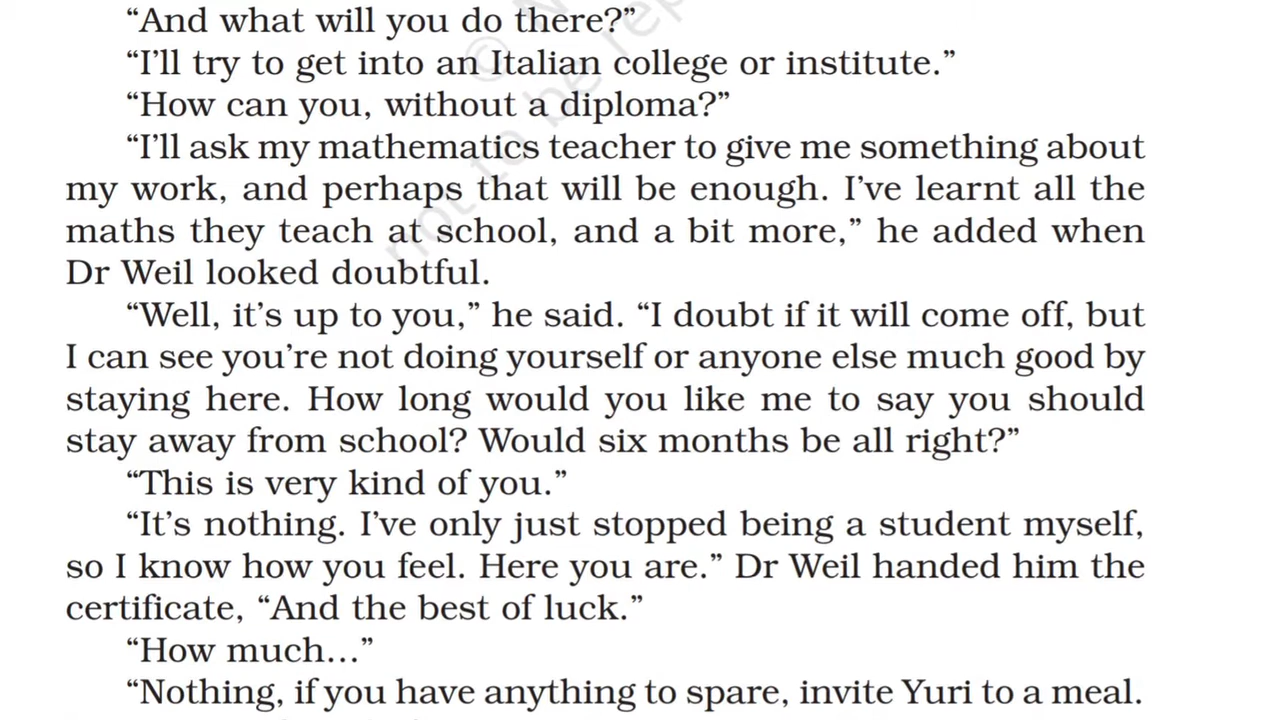 “And what will you do there?”
“I’ll try to get into an Italian college or institute.”
“How can you, without a diploma?”
“I’ll ask my mathematics teacher to give me something about
my work, and perhaps that will be enough. I’ve learnt all the
maths they teach at school, and a bit more,” he added when
Dr Weil looked doubtful.
“Well, it’s up to you,” he said. “I doubt if it will come off, but
I can see you’re not doing yourself or anyone else much good by
staying here. How long would you like me to say you should
stay away from school? Would six months be all right?”
“This is very kind of you.”
“It’s nothing. I’ve only just stopped being a student myself,
so I know how you feel. Here you are.” Dr Weil handed him the
certificate, “And the best of luck.”
“How much...”
“Nothing, if you have anything to spare, invite Yuri to a meal.
© N
not to be rep